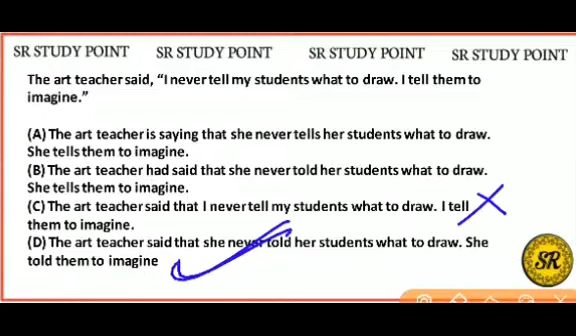 SR STUDY POINT SR STUDY POINT SR STUDY POINT SR STUDY POINT
The art teacher said, “I never tell my students what to draw. I tell them to
imagine.”
(A) The art teacher is saying that she never tells her students what to draw.
She tells them to imagine.
(B) The art teacher had said that she never told her students what to draw.
She tells them to imagine.
(C) The art teacher said that I never tell my students what to draw. I tell
them to imagine.
(D) The art teacher said that she never told her students what to draw. She
told them to imagine
SR